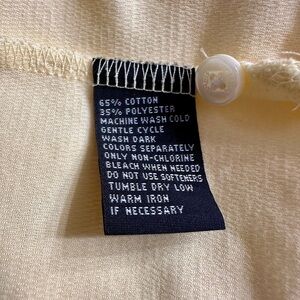 65% COTTON
35% POLYESTER
MACHINE WASH COLD
GENTLE CYCLE
WASH DARK
COLORS SEPARATELY
ONLY NON-CHLORINE
BLEACH WHEN NEEDED
DO NOT USE SOFTENERS
TUMBLE DRY LOW
WARM IRON
IF NECESSARY